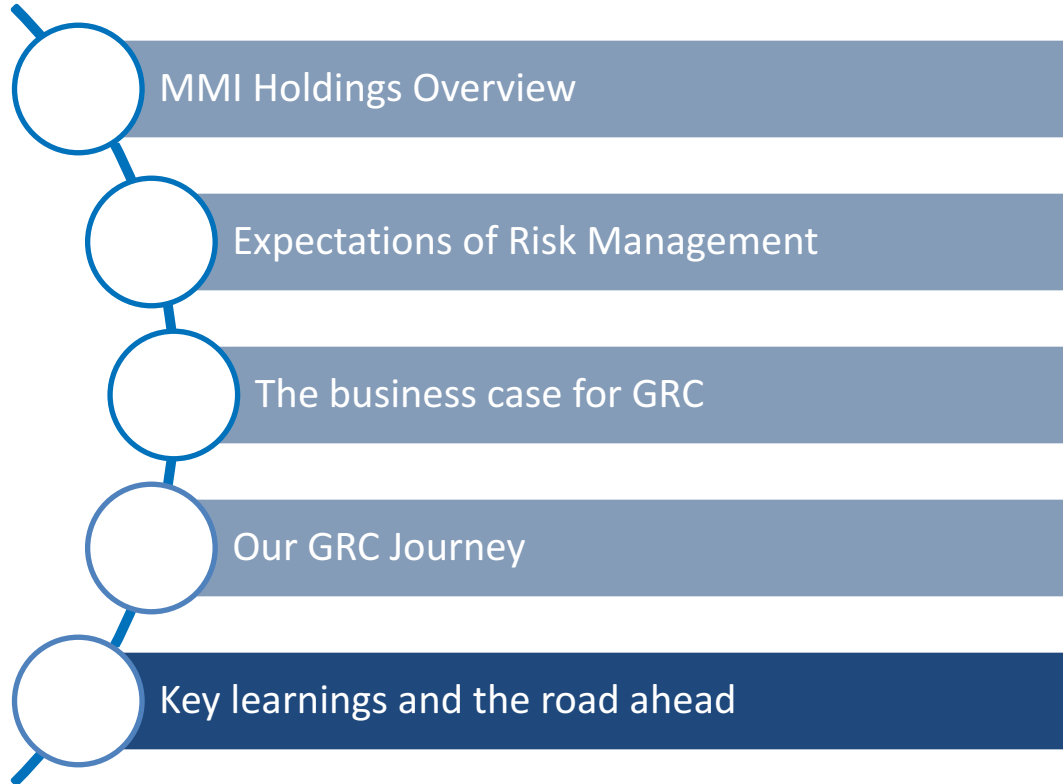 MMI Holdings Overview
Expectations of Risk Management
The business case for GRC
Our GRC Journey
Key learnings and the road ahead